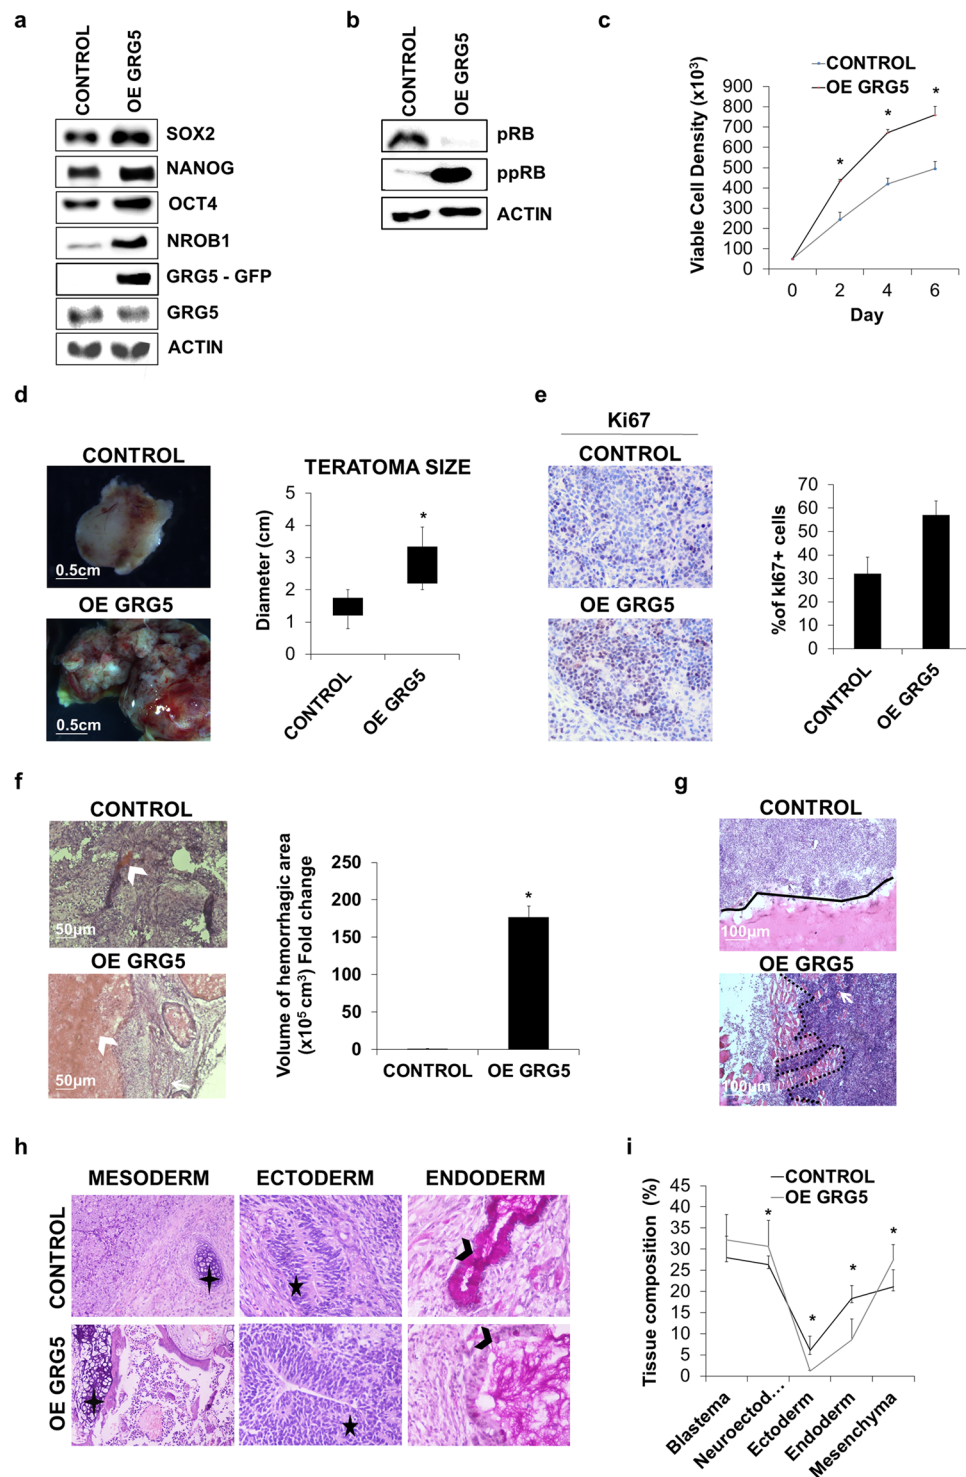 a
CONTROL
OE GRG5
SOX2
NANOG
OCT4
NROB1
GRG5 - GFP
GRG5
ACTIN
b
CONTROL
OE GRG5
pRB
ppRB
ACTIN
c
CONTROL
OE GRG5
Viable Cell Density (x10³)
900
800
700
600
500
400
300
200
100
0
* * *
0 2 4 6
Day
d
CONTROL
0.5cm
OE GRG5
0.5cm
TERATOMA SIZE
Diameter (cm)
5
4
3
2
1
0
*
CONTROL
OE GRG5
e
Ki67
CONTROL
OE GRG5
%of kI67+ cells
70
60
50
40
30
20
10
0
CONTROL
OE GRG5
f
CONTROL
50µm
OE GRG5
50µm
Volume of hemorrhagic area
(x10⁵ cm³) Fold change
250
200
150
100
50
0
*
CONTROL OE GRG5
g
CONTROL
100µm
OE GRG5
100µm
h
MESODERM ECTODERM ENDODERM
CONTROL
OE GRG5
i
CONTROL
OE GRG5
Tissue composition (%)
45
40
35
30
25
20
15
10
5
0
* * * *
Blastema
Neuroectod...
Ectoderm
Endoderm
Mesenchyma